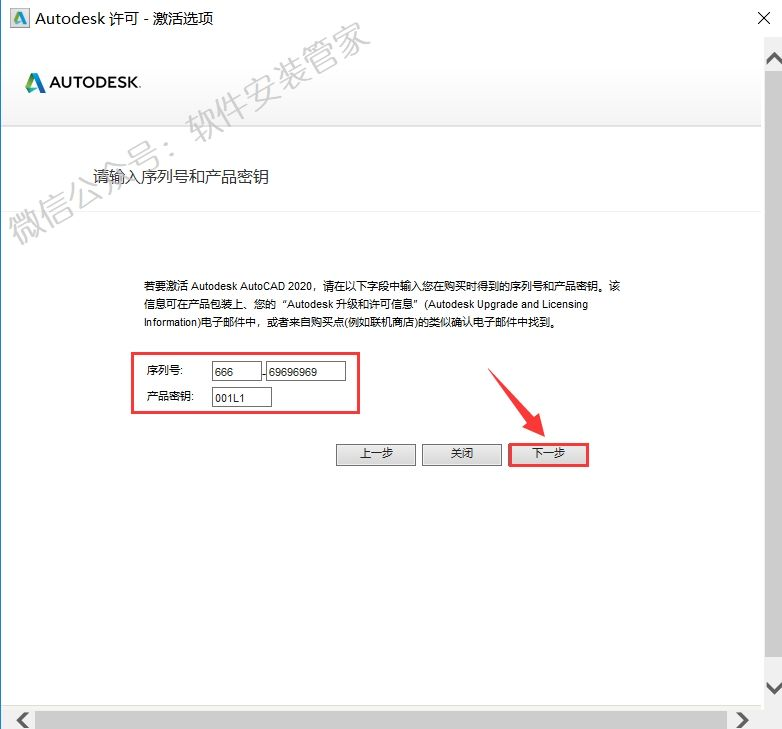 Autodesk 许可 - 激活选项
AUTODESK.
微信公众号：软件安装管家
请输入序列号和产品密钥
若要激活 Autodesk AutoCAD 2020，请在以下字段中输入您在购买时得到的序列号和产品密钥。该
信息可在产品包装上、您的“Autodesk 升级和许可信息”(Autodesk Upgrade and Licensing
Information)电子邮件中，或者来自购买点(例如联机商店)的类似确认电子邮件中找到。
序列号: 666 - 69696969
产品密钥: 001L1
上一步 关闭 下一步